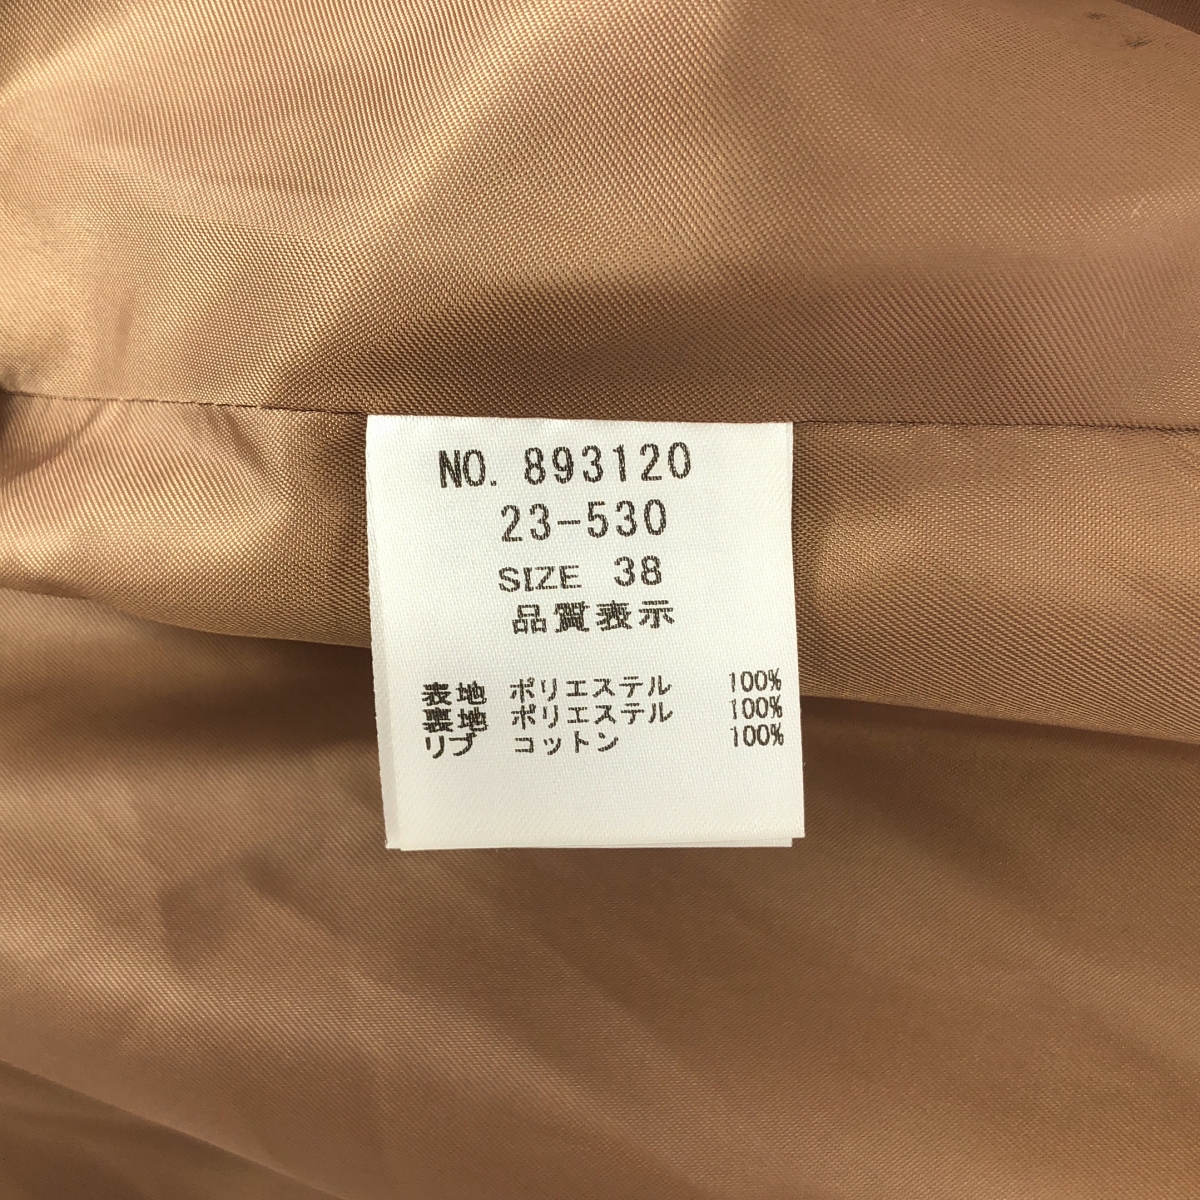 NO. 893120
23-530
SIZE 38
品質表示
表地 ポリエステル 100%
裏地 ポリエステル 100%
リブ コットン 100%